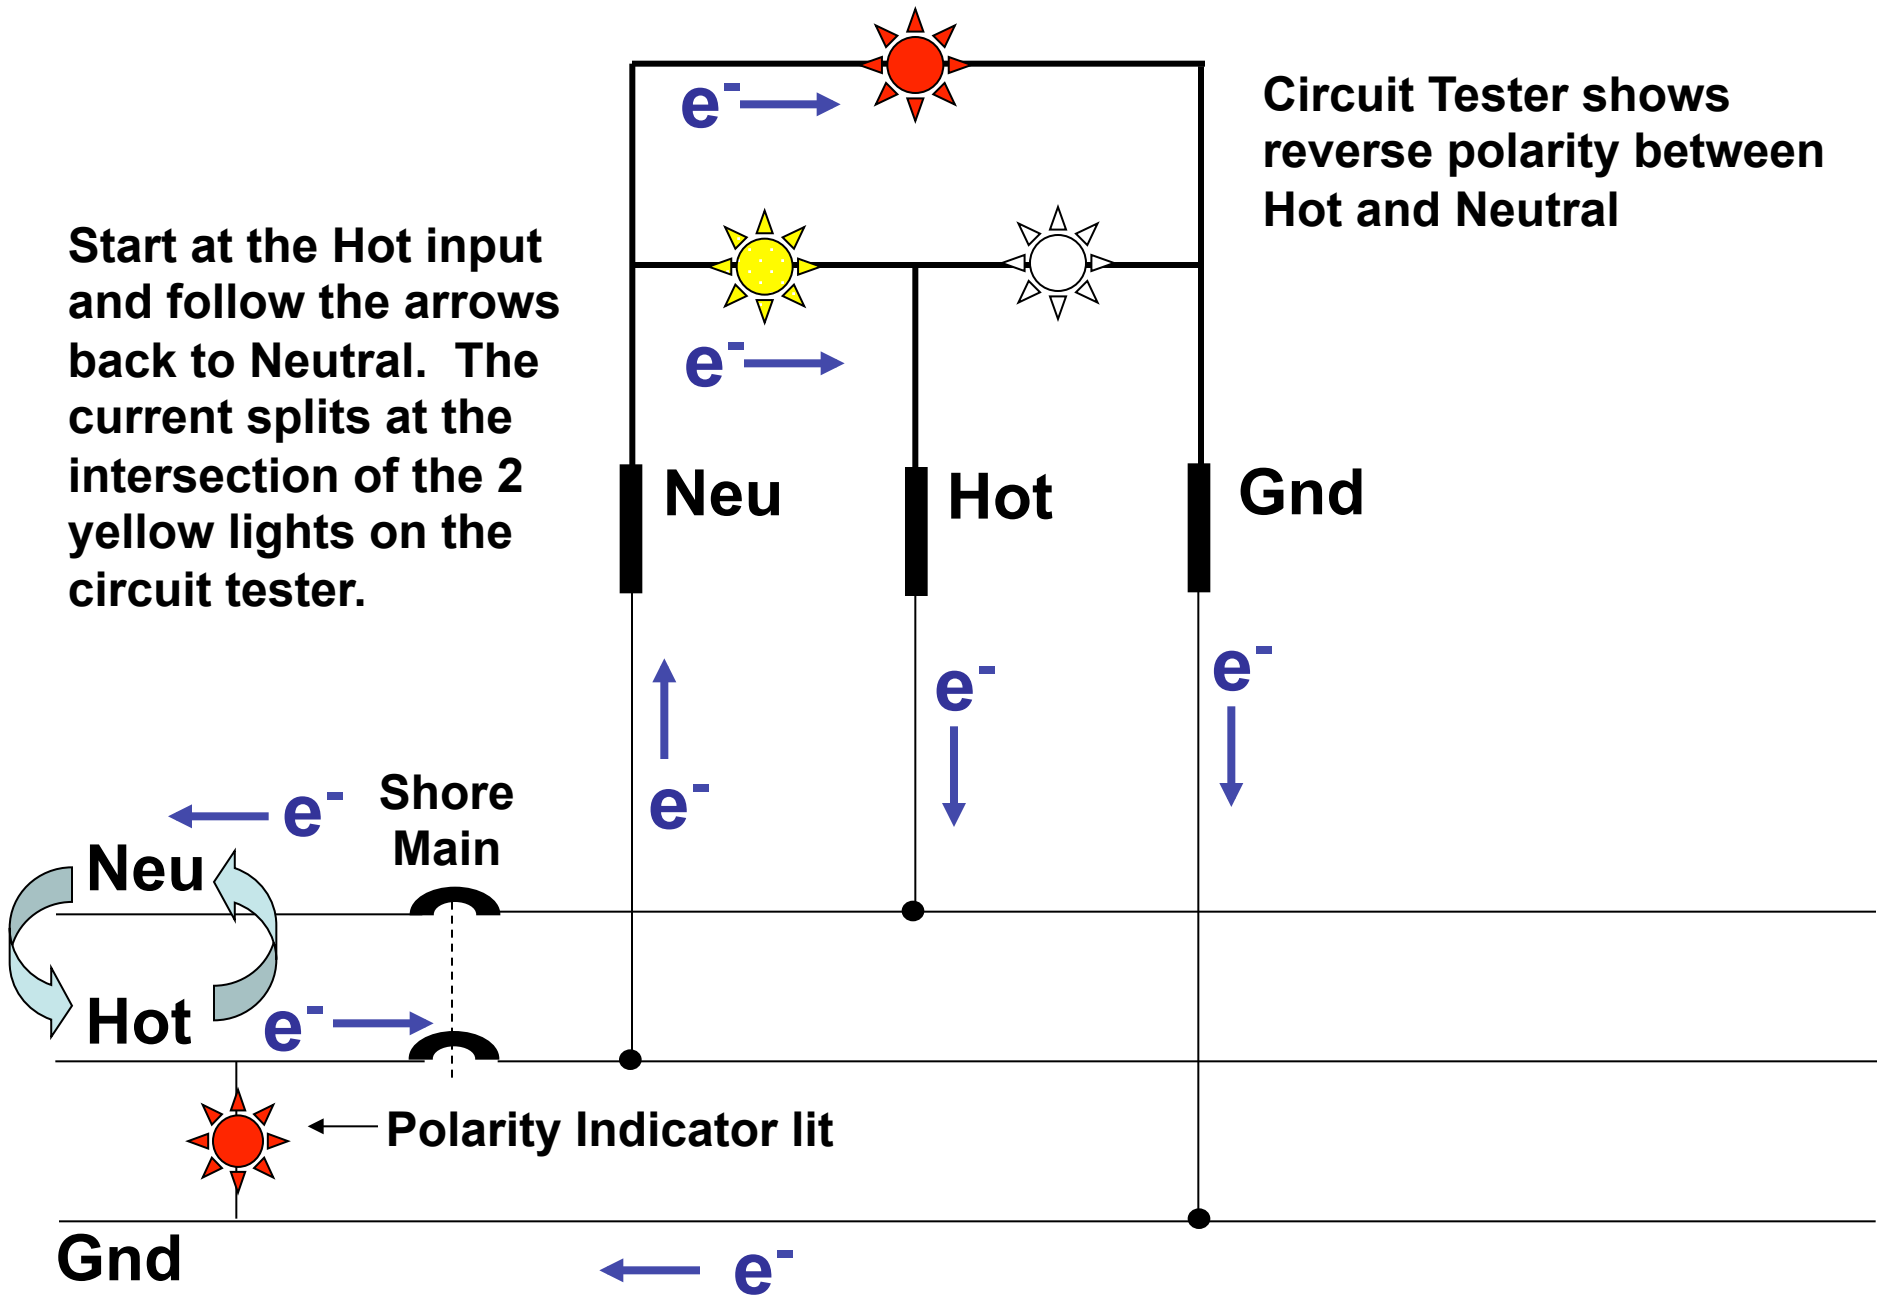 e-
Circuit Tester shows
reverse polarity between
Hot and Neutral
Start at the Hot input
and follow the arrows
back to Neutral.  The
current splits at the
intersection of the 2
yellow lights on the
circuit tester.
e-
Neu
Hot
Gnd
e-
e-
e-
e-
Shore
Main
Neu
Hot
e-
Polarity Indicator lit
Gnd
e-